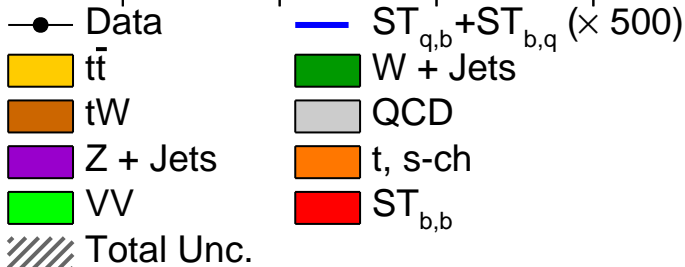 Data
ST_{q,b}+ST_{b,q} (× 500)
tt̄
W + Jets
tW
QCD
Z + Jets
t, s-ch
VV
ST_{b,b}
Total Unc.